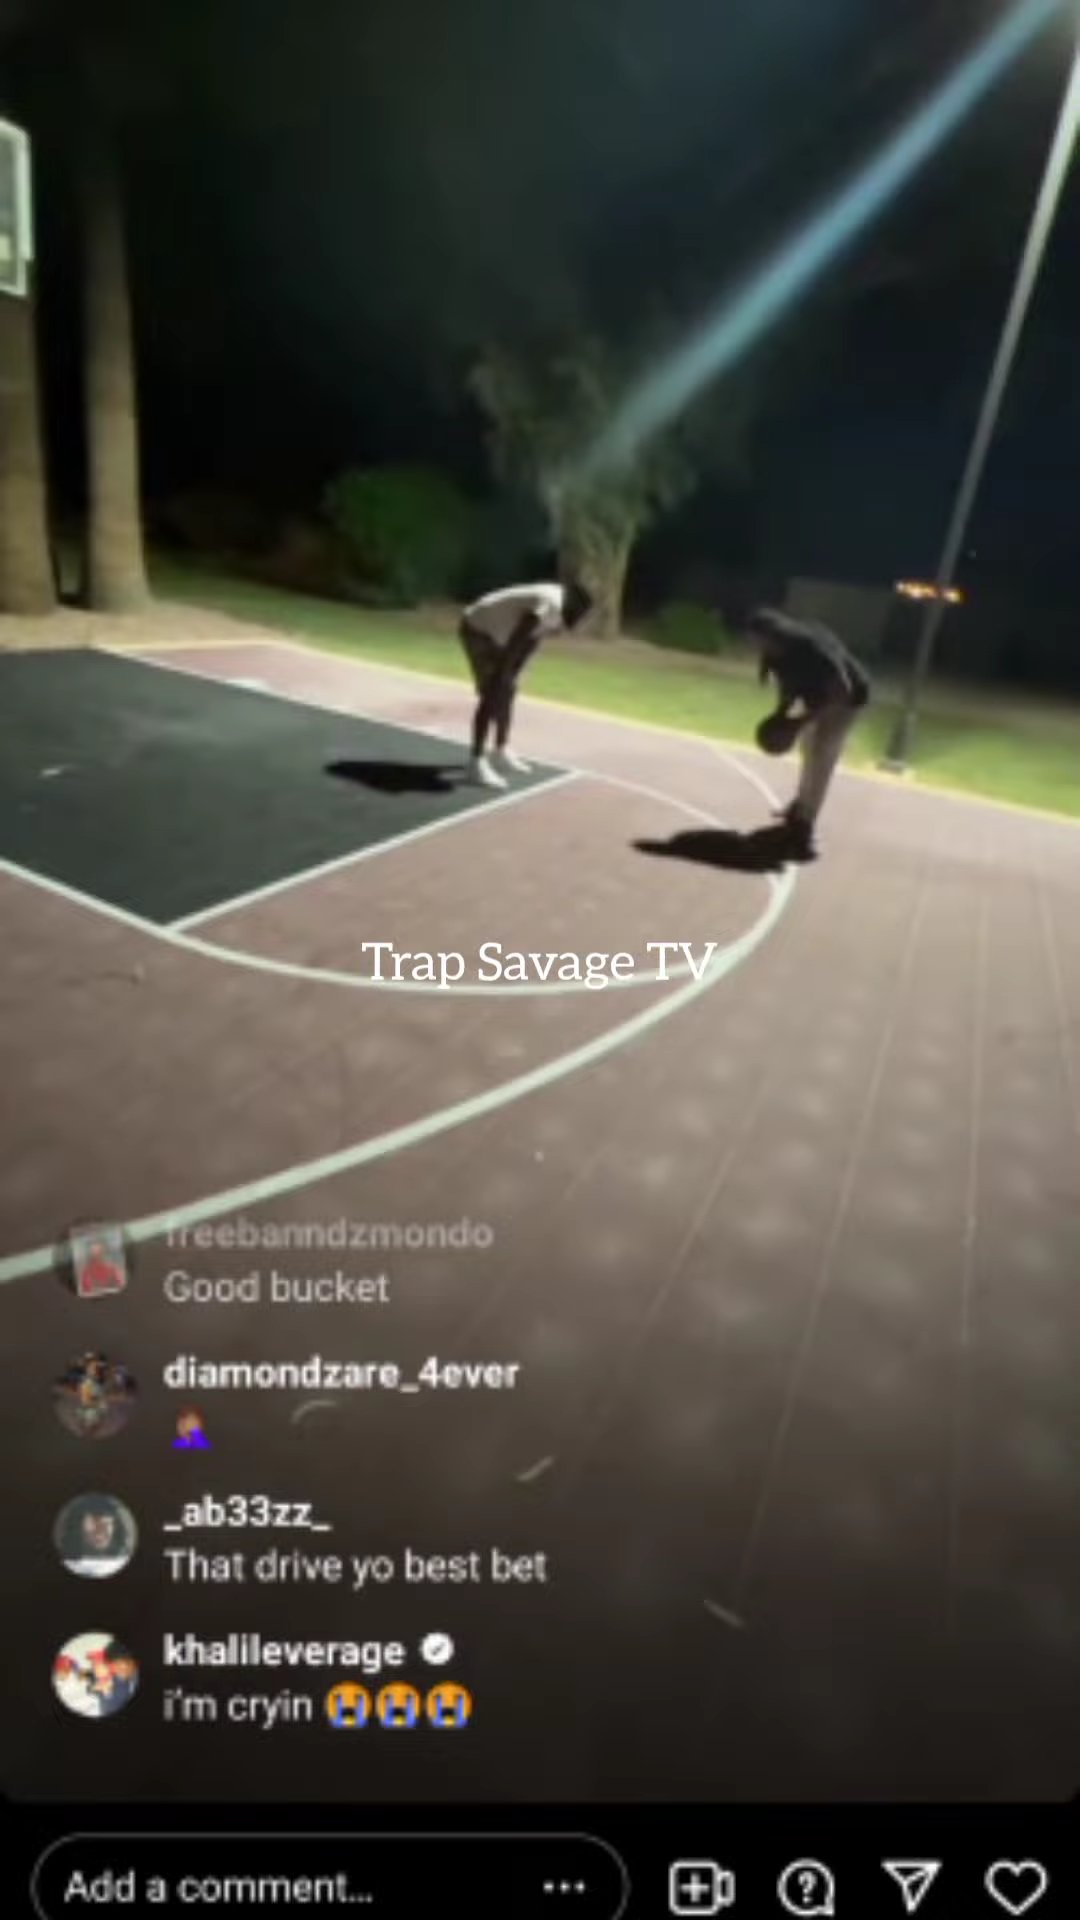 Trap Savage TV
freebanndzmondo
Good bucket
diamondzare_4ever
🤦🏽‍♀️
_ab33zz_
That drive yo best bet
khalileverage
i'm cryin 😭😭😭
Add a comment...